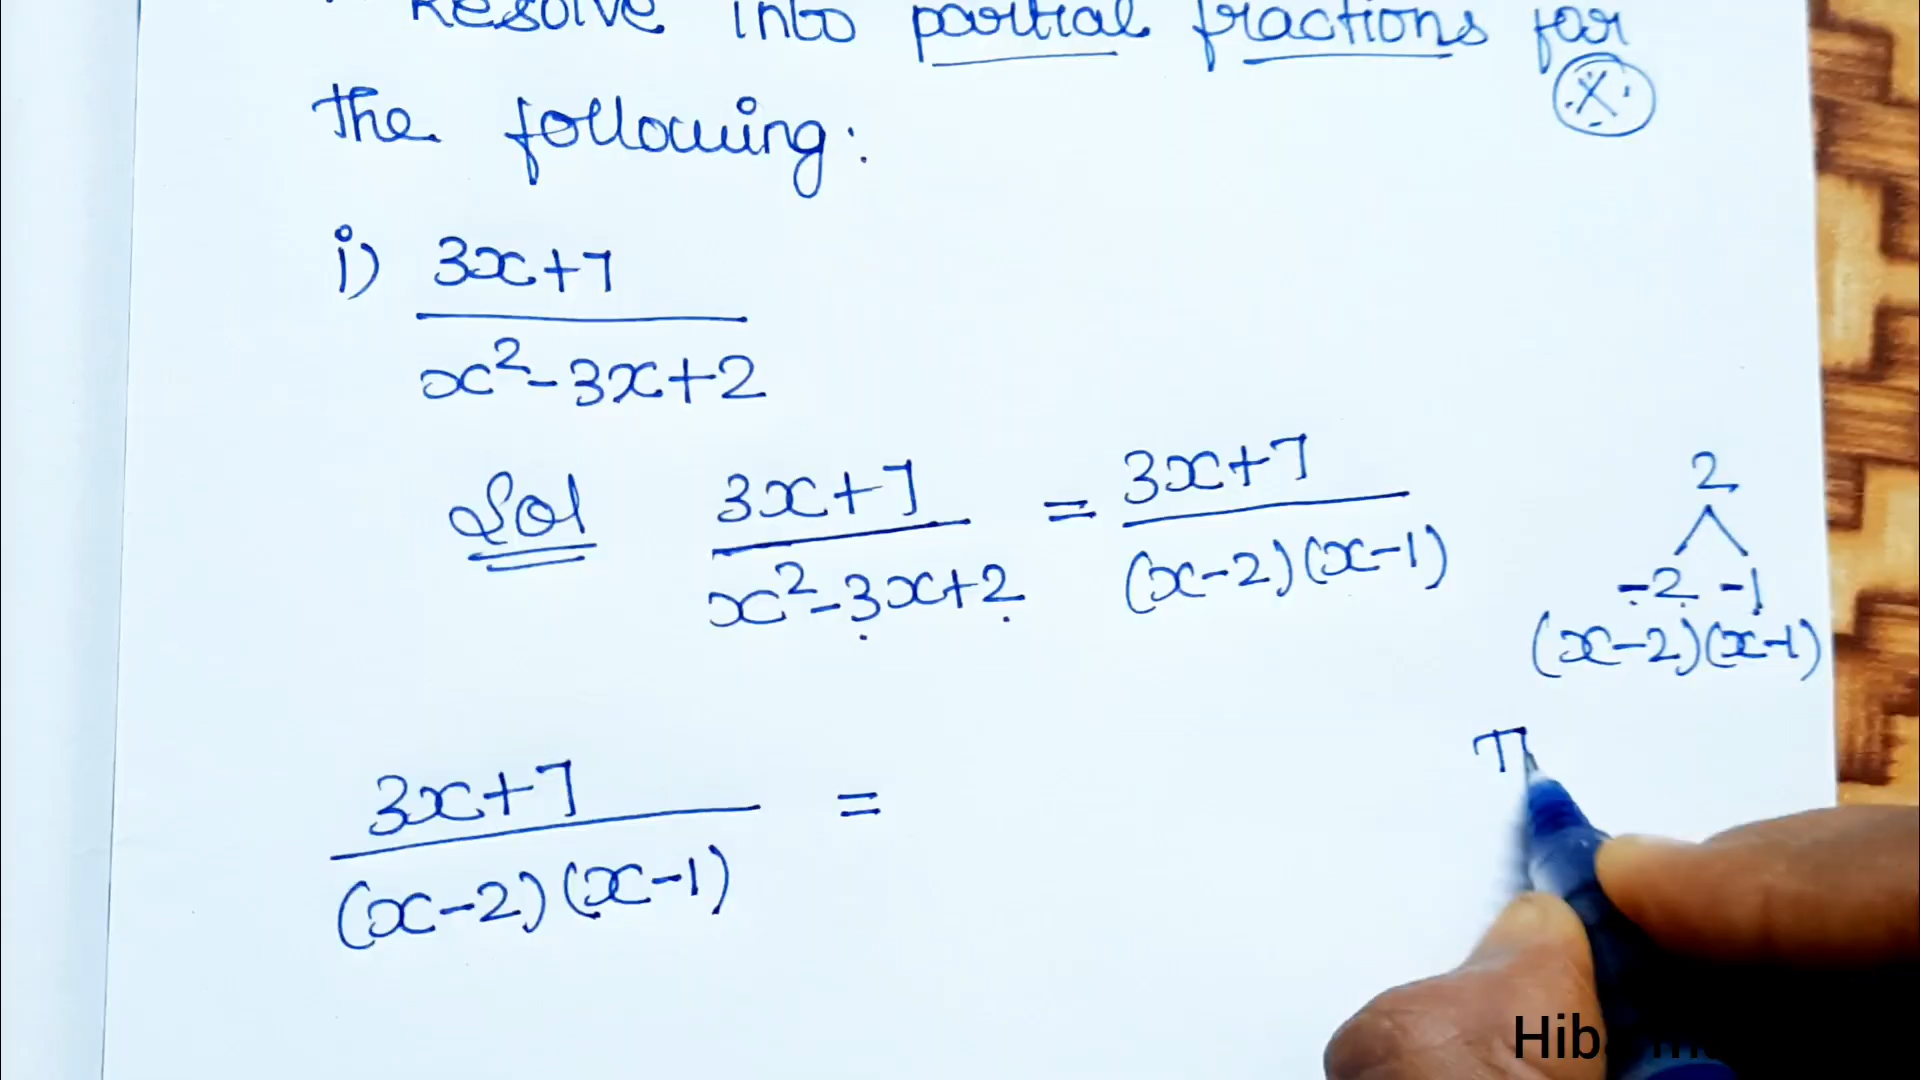 Resolve into partial fractions for
the following:
X
i) 3x+7
x²-3x+2
Sol 3x+7 / x²-3x+2 = 3x+7 / (x-2)(x-1)
2
-2 -1
(x-2)(x-1)
3x+7 / (x-2)(x-1) =